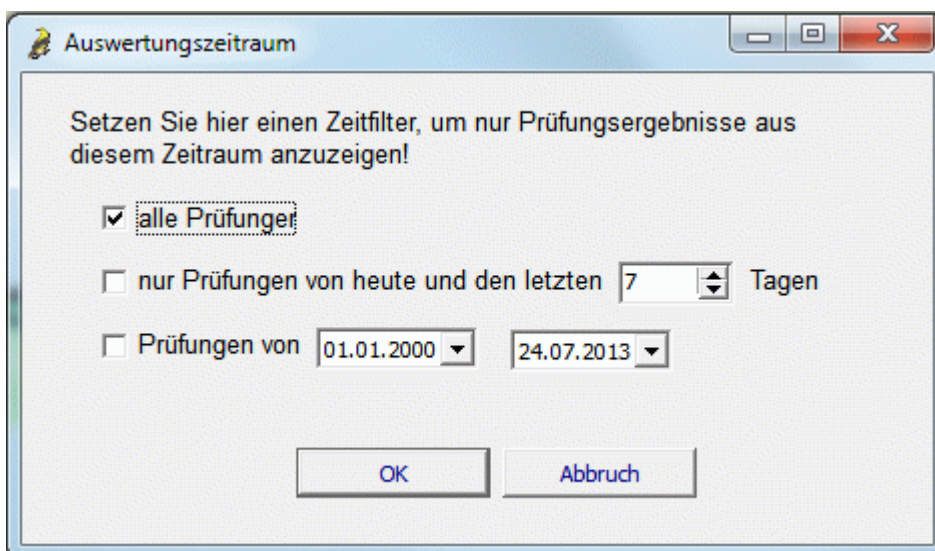 Auswertungszeitraum
Setzen Sie hier einen Zeitfilter, um nur Prüfungsergebnisse aus
diesem Zeitraum anzuzeigen!
alle Prüfunger
nur Prüfungen von heute und den letzten 7 Tagen
Prüfungen von 01.01.2000 24.07.2013
OK Abbruch